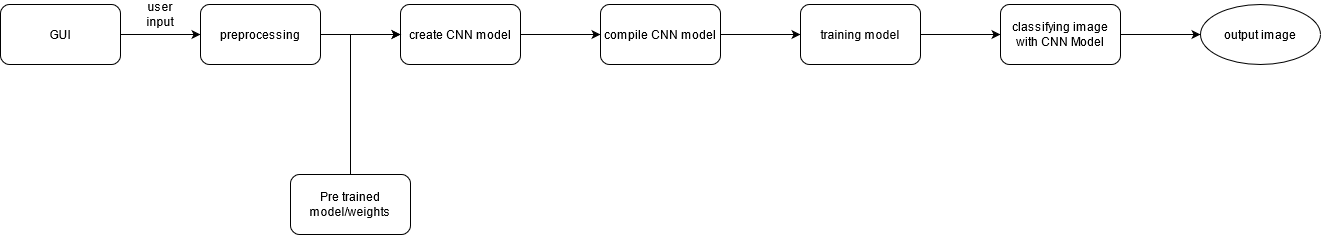 GUI
user
input
preprocessing
create CNN model
compile CNN model
training model
classifying image
with CNN Model
output image
Pre trained
model/weights